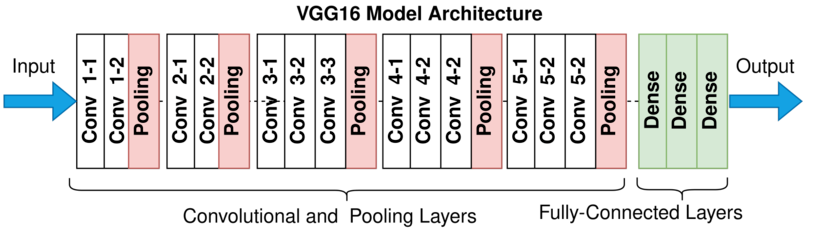 VGG16 Model Architecture
Input
Conv 1-1
Conv 1-2
Pooling
Conv 2-1
Conv 2-2
Pooling
Conv 3-1
Conv 3-2
Conv 3-3
Pooling
Conv 4-1
Conv 4-2
Conv 4-2
Pooling
Conv 5-1
Conv 5-2
Conv 5-2
Pooling
Dense
Dense
Dense
Output
Convolutional and Pooling Layers
Fully-Connected Layers